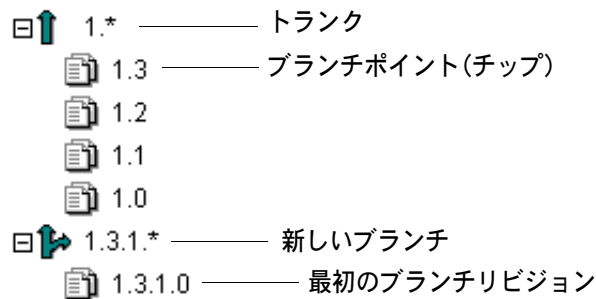 1.* トランク
1.3 ブランチポイント(チップ)
1.2
1.1
1.0
1.3.1.* 新しいブランチ
1.3.1.0 最初のブランチリビジョン